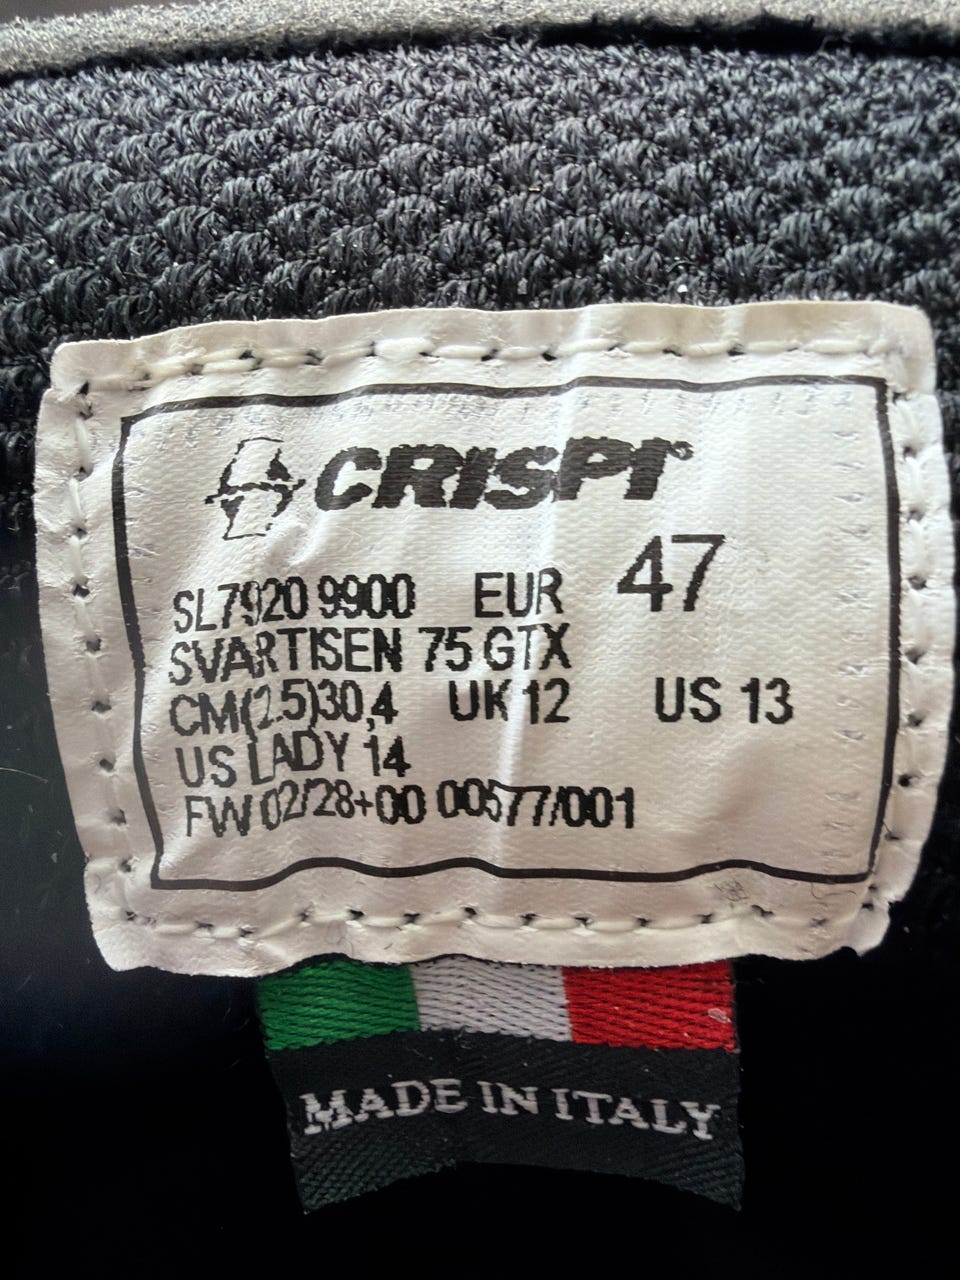 CRISPI®
SL7920 9900 EUR 47
SVARTISEN 75 GTX
CM(2.5)30,4 UK 12 US 13
US LADY 14
FW 02/28+00 00577/001
MADE IN ITALY